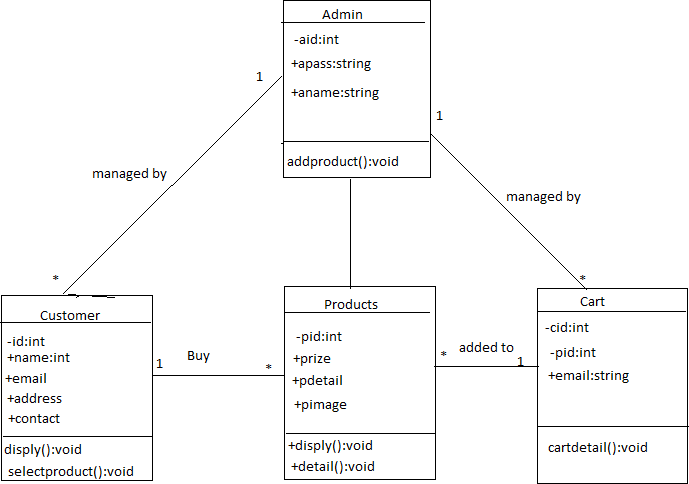 Admin
-aid:int
+apass:string
+aname:string
addproduct():void
1
1
managed by
managed by
*
*
Customer
-id:int
+name:int
+email
+address
+contact
disply():void
selectproduct():void
1
Buy
*
Products
-pid:int
+prize
+pdetail
+pimage
+disply():void
+detail():void
*
added to
1
Cart
-cid:int
-pid:int
+email:string
cartdetail():void